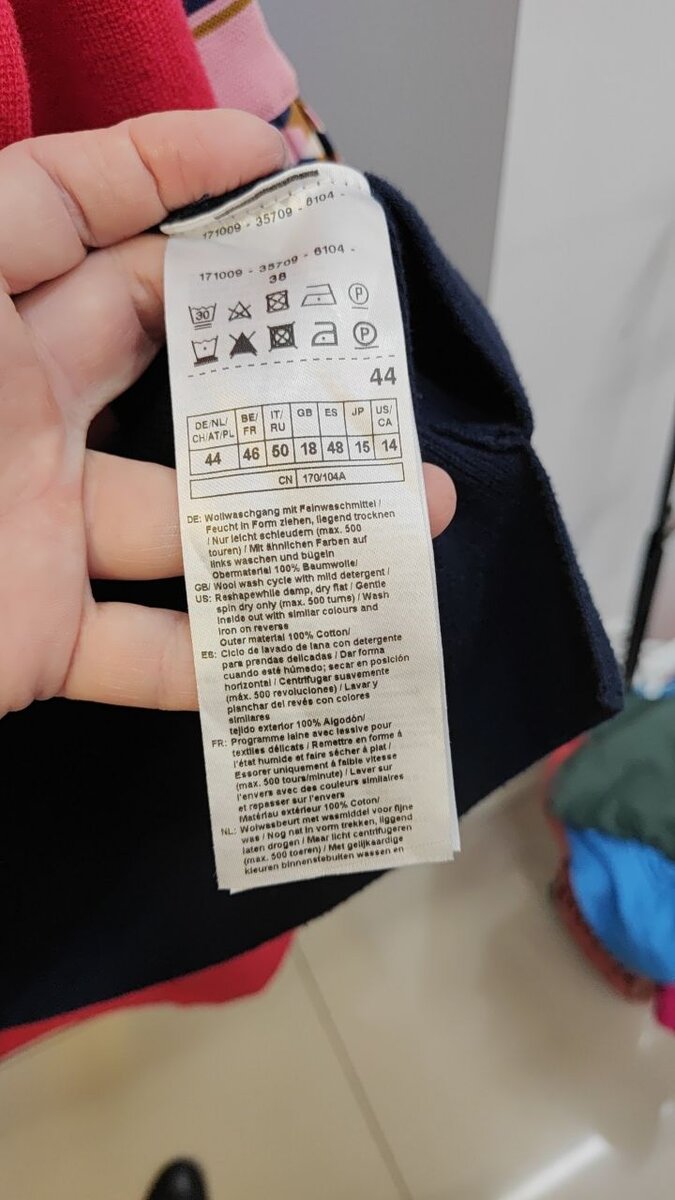 171009 - 35709 - 6104 -
171009 - 35709 - 6104 -
38
30 P
P
44
DE/NL/ CH/AT/PL BE/ FR IT/ RU GB ES JP US/ CA
44 46 50 18 48 15 14
CN 170/104A
DE: Wollwaschgang mit Feinwaschmittel /
Feucht in Form ziehen, liegend trocknen
/ Nur leicht schleudern (max. 500
touren) / Mit ähnlichen Farben auf
links waschen und bügeln
Obermaterial 100% Baumwolle/
GB/ Wool wash cycle with mild detergent /
US: Reshapewhile damp, dry flat / Gentle
spin dry only (max. 500 turns) / Wash
inside out with similar colours and
iron on reverse
Outer material 100% Cotton/
ES: Ciclo de lavado de lana con detergente
para prendas delicadas / Dar forma
cuando esté húmedo; secar en posición
horizontal / Centrifugar suavemente
(máx. 500 revoluciones) / Lavar y
planchar del revés con colores
similares
tejido exterior 100% Algodón/
FR: Programme laine avec lessive pour
textiles délicats / Remettre en forme à
l'état humide et faire sécher à plat /
Essorer uniquement à faible vitesse
(max. 500 tours/minute) / Laver sur
l'envers avec des couleurs similaires
et repasser sur l'envers
Matériau extérieur 100% Coton/
NL: Wolwasbeurt met wasmiddel voor fijne
was / Nog nat in vorm trekken, liggend
laten drogen / Maar licht centrifugeren
(max. 500 toeren) / Met gelijkaardige
kleuren binnenstebuiten wassen en